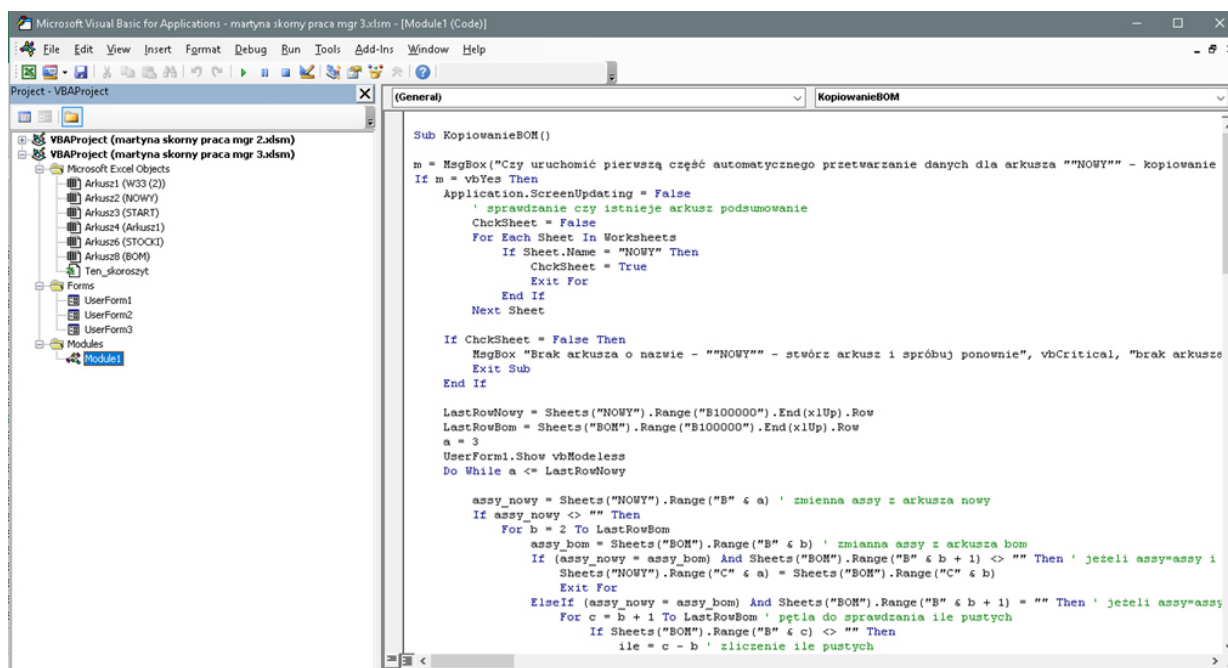 Microsoft Visual Basic for Applications - martyna skorny praca mgr 3.xlsm - [Module1 (Code)]
File Edit View Insert Format Debug Run Tools Add-Ins Window Help
Project - VBAProject
(General)
KopiowanieBOM
VBAProject (martyna skorny praca mgr 2.xlsm)
VBAProject (martyna skorny praca mgr 3.xlsm)
Microsoft Excel Objects
Arkusz1 (W33 (2))
Arkusz2 (NOWY)
Arkusz3 (START)
Arkusz4 (Arkusz1)
Arkusz6 (STOCKI)
Arkusz8 (BOM)
Ten_skoroszyt
Forms
UserForm1
UserForm2
UserForm3
Modules
Module1
Sub KopiowanieBOM()
m = MsgBox("Czy uruchomić pierwszą część automatycznego przetwarzanie danych dla arkusza ""NOWY"" - kopiowanie
If m = vbYes Then
Application.ScreenUpdating = False
' sprawdzanie czy istnieje arkusz podsumowanie
ChckSheet = False
For Each Sheet In Worksheets
If Sheet.Name = "NOWY" Then
ChckSheet = True
Exit For
End If
Next Sheet
If ChckSheet = False Then
MsgBox "Brak arkusza o nazwie - ""NOWY"" - stwórz arkusz i spróbuj ponownie", vbCritical, "brak arkusza
Exit Sub
End If
LastRowNowy = Sheets("NOWY").Range("B100000").End(xlUp).Row
LastRowBom = Sheets("BOM").Range("B100000").End(xlUp).Row
a = 3
UserForm1.Show vbModeless
Do While a <= LastRowNowy
assy_nowy = Sheets("NOWY").Range("B" & a) ' zmienna assy z arkusza nowy
If assy_nowy <> "" Then
For b = 2 To LastRowBom
assy_bom = Sheets("BOM").Range("B" & b) ' zmianna assy z arkusza bom
If (assy_nowy = assy_bom) And Sheets("BOM").Range("B" & b + 1) <> "" Then ' jeżeli assy=assy i
Sheets("NOWY").Range("C" & a) = Sheets("BOM").Range("C" & b)
Exit For
ElseIf (assy_nowy = assy_bom) And Sheets("BOM").Range("B" & b + 1) = "" Then ' jeżeli assy=assy
For c = b + 1 To LastRowBom ' pętla do sprawdzania ile pustych
If Sheets("BOM").Range("B" & c) <> "" Then
ile = c - b ' zliczenie ile pustych